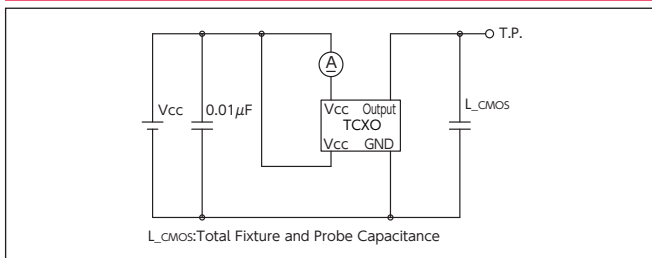 T.P.
A
Vcc
0.01μF
Vcc Output
L_CMOS
TCXO
Vcc GND
L_CMOS:Total Fixture and Probe Capacitance